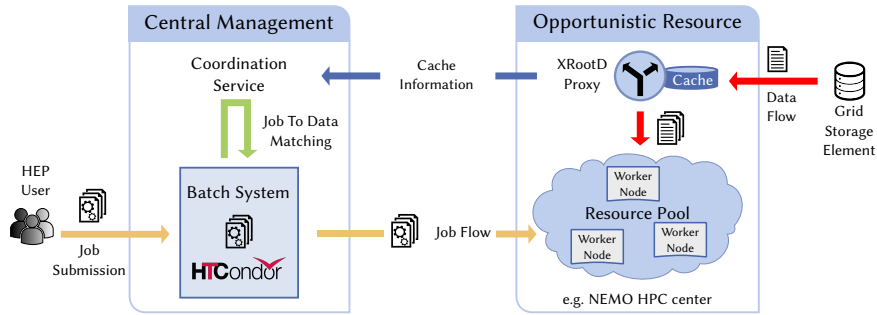 Central Management
Opportunistic Resource
Coordination
Service
Cache
Information
XRootD
Proxy
Cache
Data
Flow
Grid
Storage
Element
Job To Data
Matching
HEP
User
Batch System
HTCondor
Job
Submission
Job Flow
Worker
Node
Resource Pool
Worker
Node
Worker
Node
e.g. NEMO HPC center